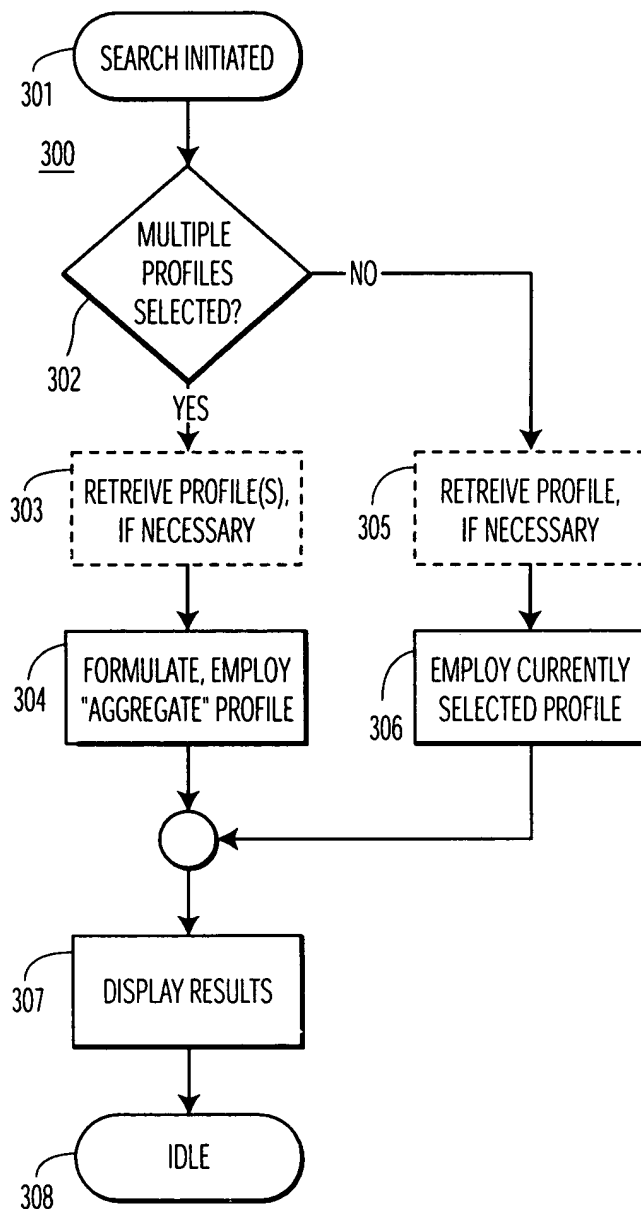 SEARCH INITIATED
301
300
MULTIPLE
PROFILES
SELECTED?
NO
302
YES
303
RETREIVE PROFILE(S),
IF NECESSARY
305
RETREIVE PROFILE,
IF NECESSARY
304
FORMULATE, EMPLOY
"AGGREGATE" PROFILE
306
EMPLOY CURRENTLY
SELECTED PROFILE
307
DISPLAY RESULTS
308
IDLE